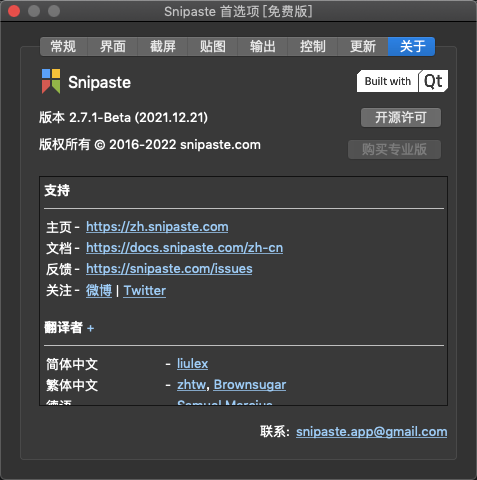 Snipaste 首选项 [免费版]
常规 界面 截屏 贴图 输出 控制 更新 关于
Snipaste
Built with Qt
版本 2.7.1-Beta (2021.12.21)
开源许可
版权所有 © 2016-2022 snipaste.com
购买专业版
支持
主页 - https://zh.snipaste.com
文档 - https://docs.snipaste.com/zh-cn
反馈 - https://snipaste.com/issues
关注 - 微博 | Twitter
翻译者 +
简体中文 - liulex
繁体中文 - zhtw, Brownsugar
德语 - Samuel
联系: snipaste.app@gmail.com